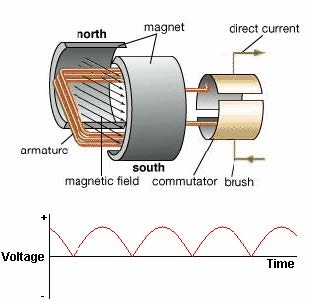 magnet
north
direct current
armature
south
magnetic field
commutator
brush
+
Voltage
Time
-